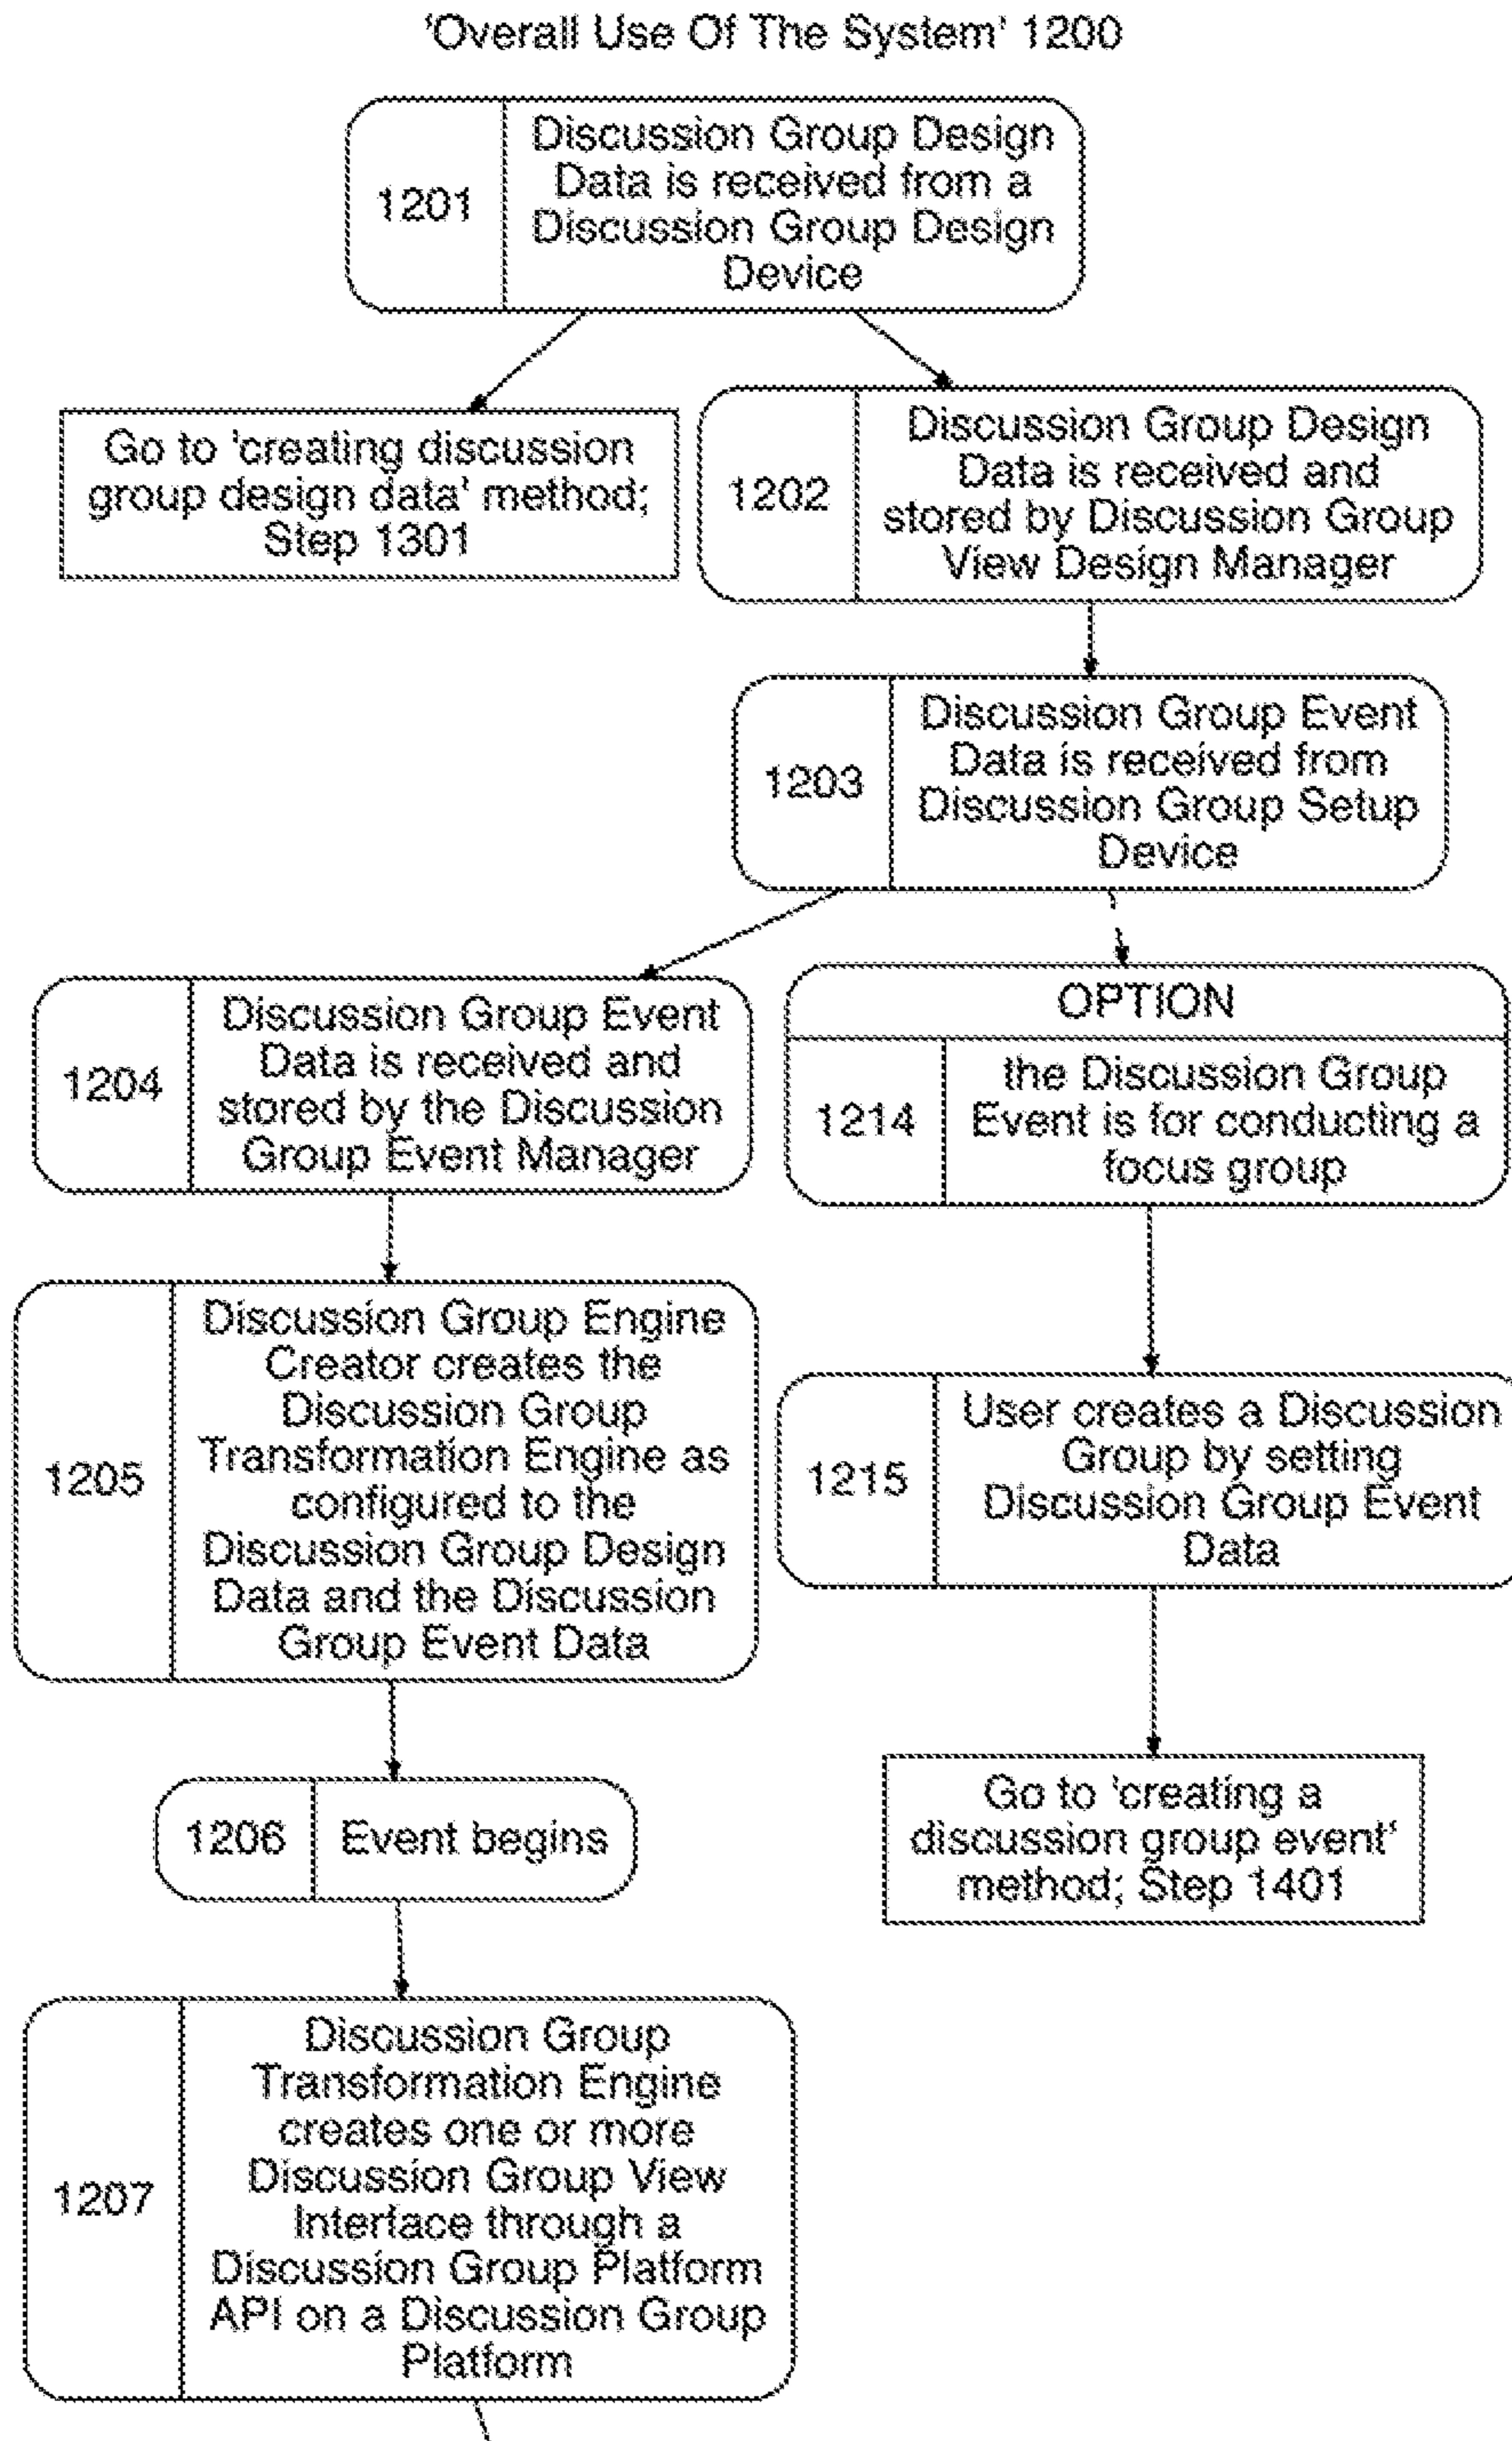 'Overall Use Of The System' 1200
1201
Discussion Group Design
Data is received from a
Discussion Group Design
Device
Go to 'creating discussion
group design data' method;
Step 1301
1202
Discussion Group Design
Data is received and
stored by Discussion Group
View Design Manager
1203
Discussion Group Event
Data is received from
Discussion Group Setup
Device
1204
Discussion Group Event
Data is received and
stored by the Discussion
Group Event Manager
OPTION
1214
the Discussion Group
Event is for conducting a
focus group
1205
Discussion Group Engine
Creator creates the
Discussion Group
Transformation Engine as
configured to the
Discussion Group Design
Data and the Discussion
Group Event Data
1215
User creates a Discussion
Group by setting
Discussion Group Event
Data
1206
Event begins
Go to 'creating a
discussion group event'
method; Step 1401
1207
Discussion Group
Transformation Engine
creates one or more
Discussion Group View
Interface through a
Discussion Group Platform
API on a Discussion Group
Platform